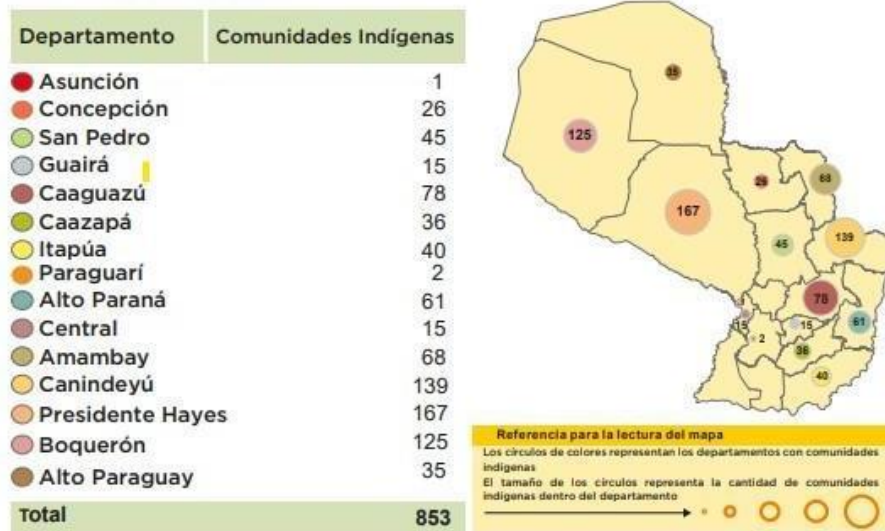 Departamento Comunidades Indígenas
Asunción 1
Concepción 26
San Pedro 45
Guairá 15
Caaguazú 78
Caazapá 36
Itapúa 40
Paraguarí 2
Alto Paraná 61
Central 15
Amambay 68
Canindeyú 139
Presidente Hayes 167
Boquerón 125
Alto Paraguay 35
Total 853
35
125
26
68
167
45
139
78
15
15
61
2
36
40
Referencia para la lectura del mapa
Los círculos de colores representan los departamentos con comunidades
indígenas
El tamaño de los círculos representa la cantidad de comunidades
indígenas dentro del departamento